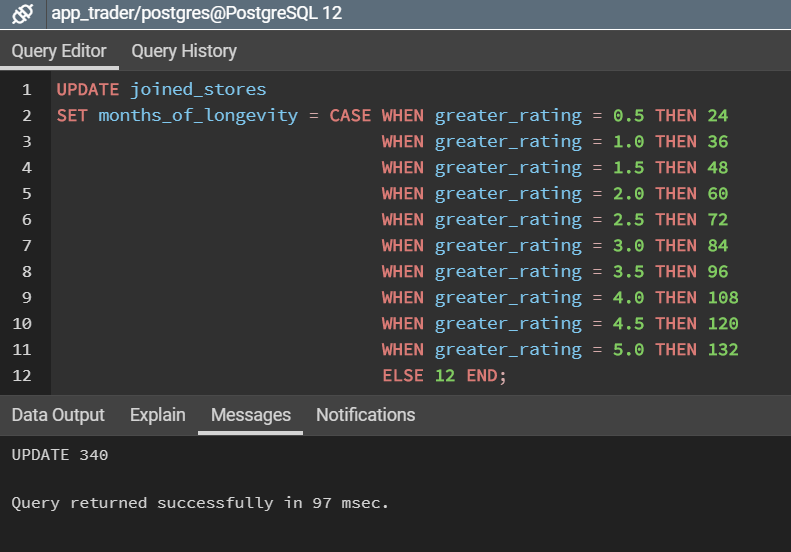 app_trader/postgres@PostgreSQL 12
Query Editor Query History
1 UPDATE joined_stores
2 SET months_of_longevity = CASE WHEN greater_rating = 0.5 THEN 24
3 WHEN greater_rating = 1.0 THEN 36
4 WHEN greater_rating = 1.5 THEN 48
5 WHEN greater_rating = 2.0 THEN 60
6 WHEN greater_rating = 2.5 THEN 72
7 WHEN greater_rating = 3.0 THEN 84
8 WHEN greater_rating = 3.5 THEN 96
9 WHEN greater_rating = 4.0 THEN 108
10 WHEN greater_rating = 4.5 THEN 120
11 WHEN greater_rating = 5.0 THEN 132
12 ELSE 12 END;
Data Output Explain Messages Notifications
UPDATE 340
Query returned successfully in 97 msec.